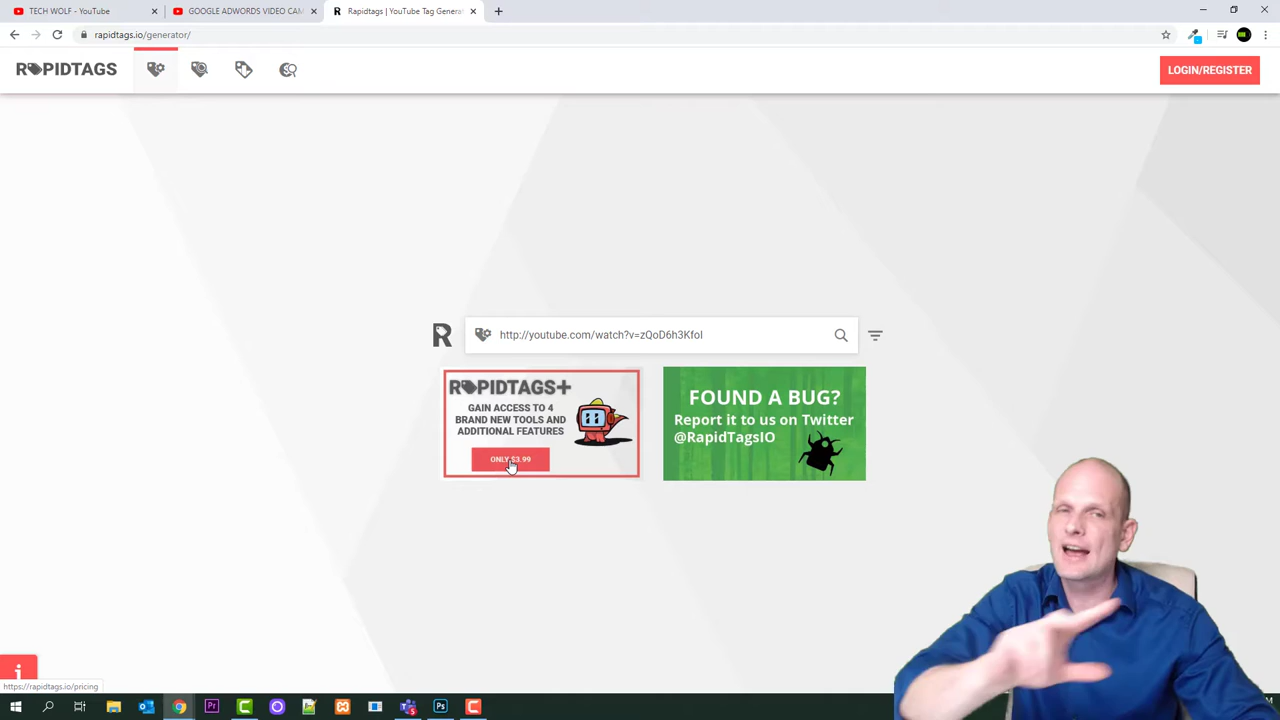 TECH WOLF - YouTube
GOOGLE ADWORDS VIDEO CAM
Rapidtags | YouTube Tag Genera
rapidtags.io/generator/
RAPIDTAGS
LOGIN/REGISTER
R
http://youtube.com/watch?v=zQoD6h3KfoI
RAPIDTAGS+
GAIN ACCESS TO 4
BRAND NEW TOOLS AND
ADDITIONAL FEATURES
ONLY $3.99
FOUND A BUG?
Report it to us on Twitter
@RapidTagsIO
i
https://rapidtags.io/pricing